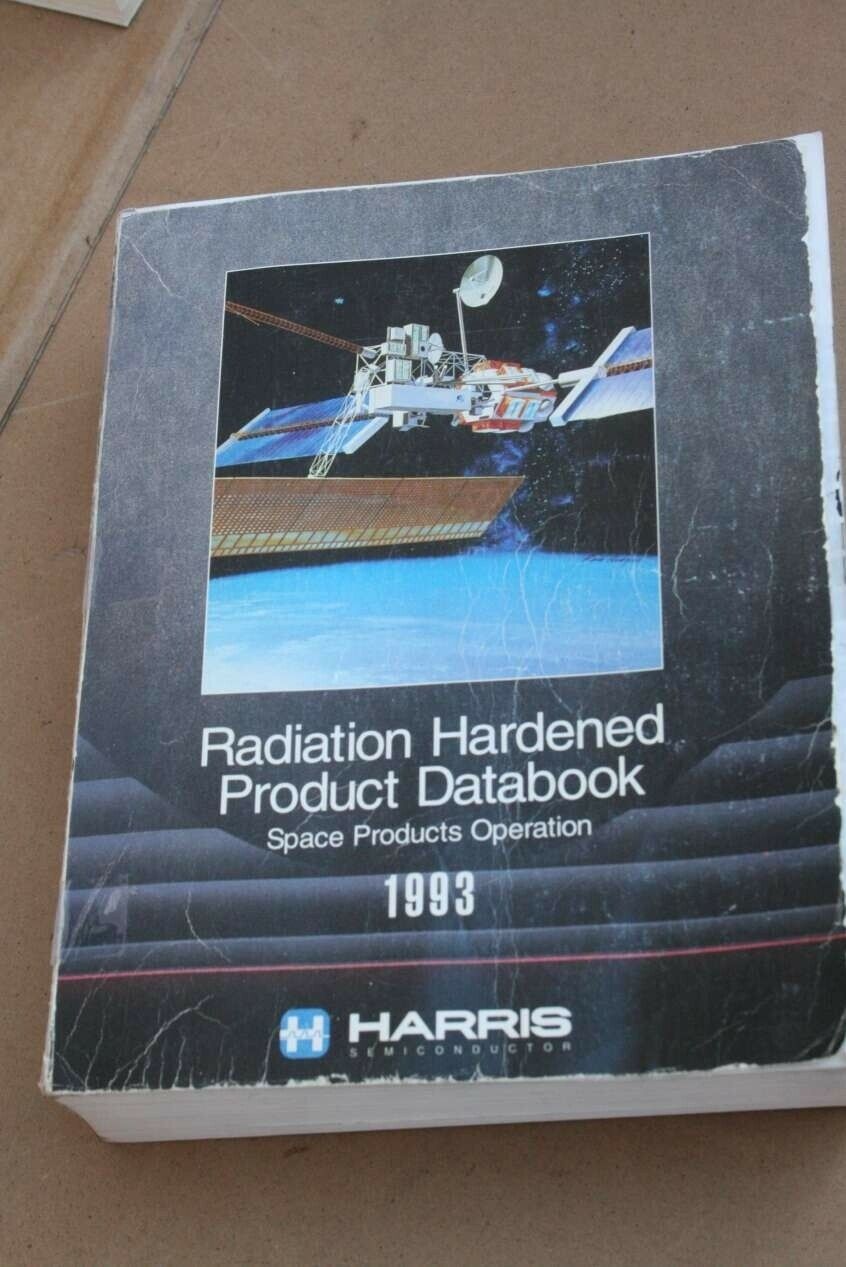 Radiation Hardened
Product Databook
Space Products Operation
1993
HARRIS
SEMICONDUCTOR